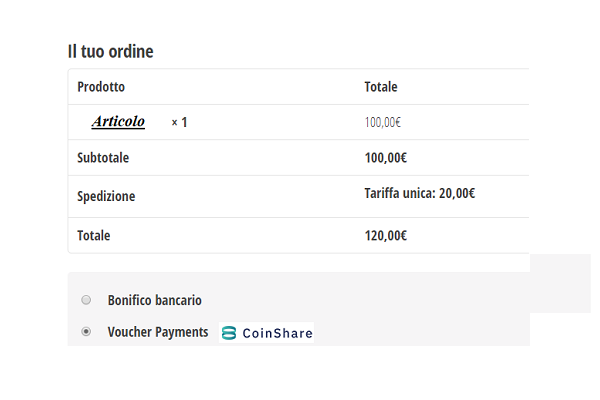 Il tuo ordine
Prodotto Totale
Articolo × 1 100,00€
Subtotale 100,00€
Spedizione Tariffa unica: 20,00€
Totale 120,00€
Bonifico bancario
Voucher Payments CoinShare